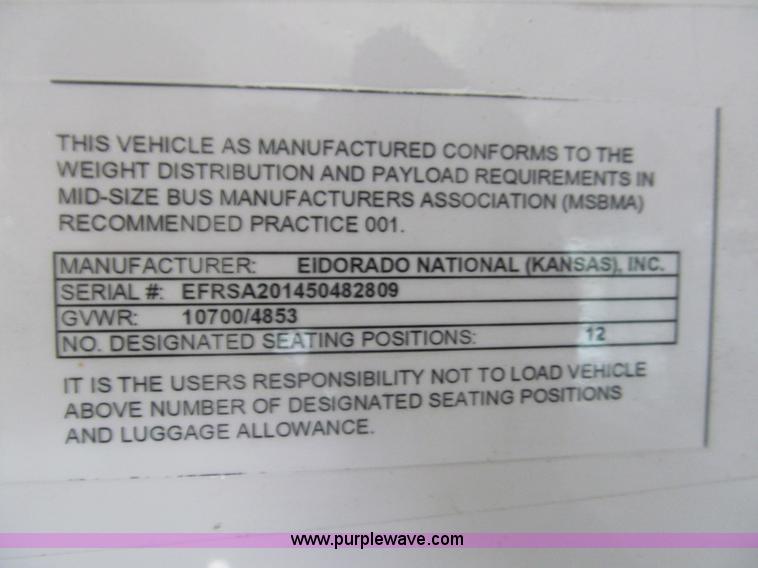 THIS VEHICLE AS MANUFACTURED CONFORMS TO THE
WEIGHT DISTRIBUTION AND PAYLOAD REQUIREMENTS IN
MID-SIZE BUS MANUFACTURERS ASSOCIATION (MSBMA)
RECOMMENDED PRACTICE 001.
MANUFACTURER: EIDORADO NATIONAL (KANSAS), INC.
SERIAL #: EFRSA201450482809
GVWR: 10700/4853
NO. DESIGNATED SEATING POSITIONS: 12
IT IS THE USERS RESPONSIBILITY NOT TO LOAD VEHICLE
ABOVE NUMBER OF DESIGNATED SEATING POSITIONS
AND LUGGAGE ALLOWANCE.
www.purplewave.com